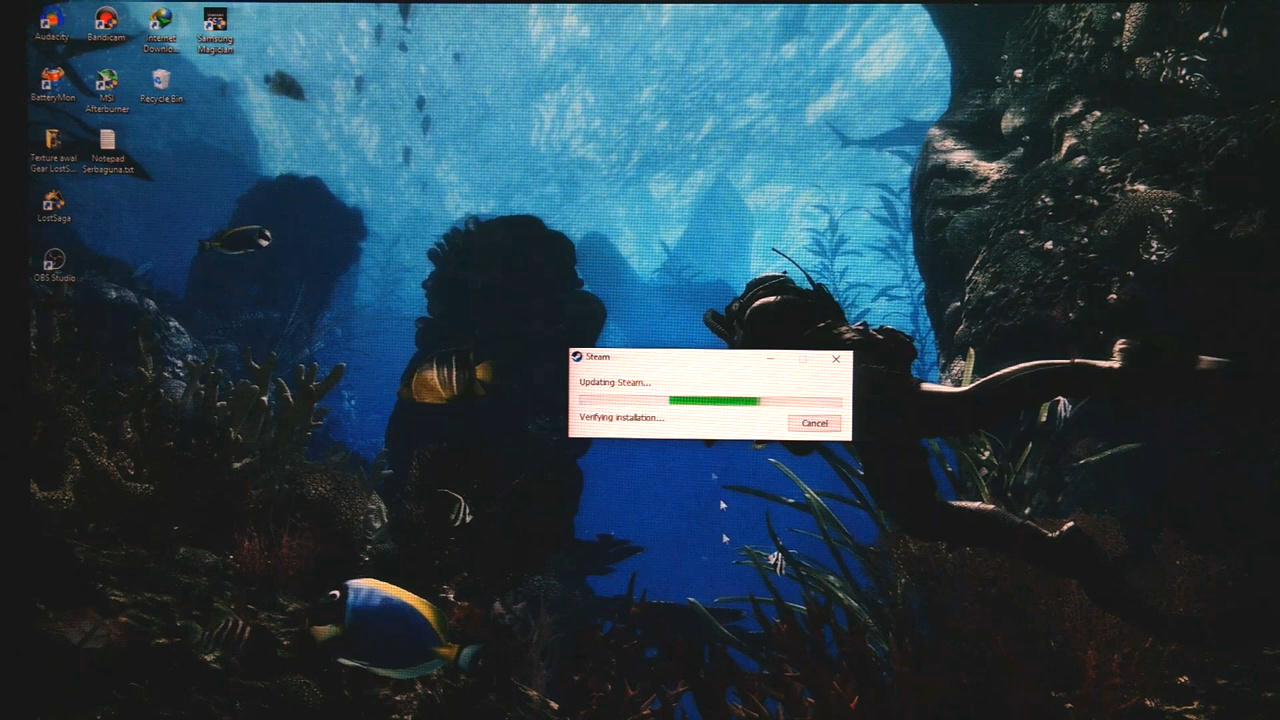 Audacity
Bandicam
Internet
Downlo...
Samsung
Magician
BatteryMon
MSI
Afterburner
Recycle Bin
Texture awal
Gear LostS...
Notepad
Serbaguna.txt
LostSaga
OBS Studio
Steam
Updating Steam...
Verifying installation...
Cancel